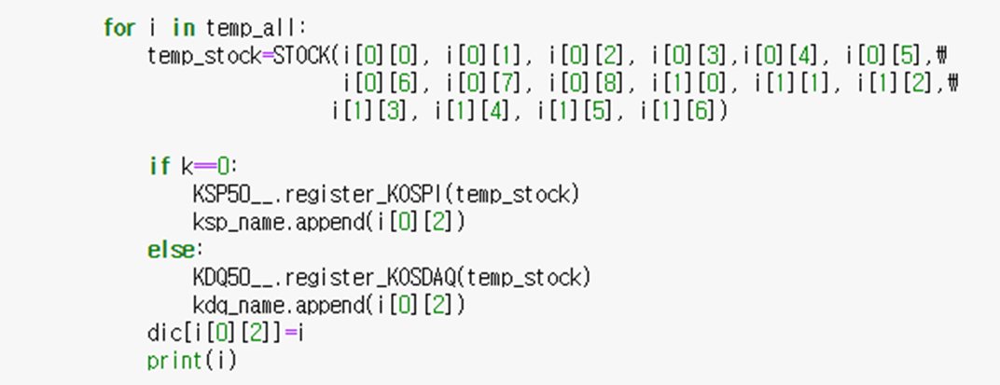 for i in temp_all:
    temp_stock=STOCK(i[0][0], i[0][1], i[0][2], i[0][3],i[0][4], i[0][5],₩
                     i[0][6], i[0][7], i[0][8], i[1][0], i[1][1], i[1][2],₩
                    i[1][3], i[1][4], i[1][5], i[1][6])

    if k==0:
        KSP50__.register_KOSPI(temp_stock)
        ksp_name.append(i[0][2])
    else:
        KDQ50__.register_KOSDAQ(temp_stock)
        kdq_name.append(i[0][2])
    dic[i[0][2]]=i
    print(i)